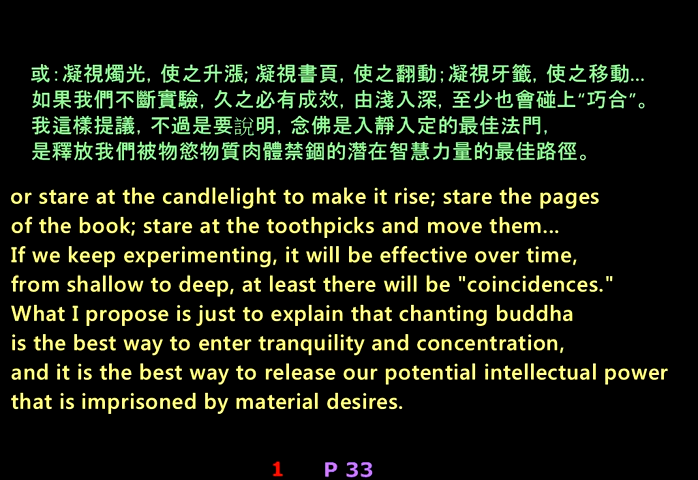 或：凝視燭光，使之升漲；凝視書頁，使之翻動；凝視牙籤，使之移動...
如果我們不斷實驗，久之必有成效，由淺入深，至少也會碰上“巧合”。
我這樣提議，不過是要說明，念佛是入靜入定的最佳法門，
是釋放我們被物慾物質肉體禁錮的潛在智慧力量的最佳路徑。
or stare at the candlelight to make it rise; stare the pages
of the book; stare at the toothpicks and move them...
If we keep experimenting, it will be effective over time,
from shallow to deep, at least there will be "coincidences."
What I propose is just to explain that chanting buddha
is the best way to enter tranquility and concentration,
and it is the best way to release our potential intellectual power
that is imprisoned by material desires.
1 P 33